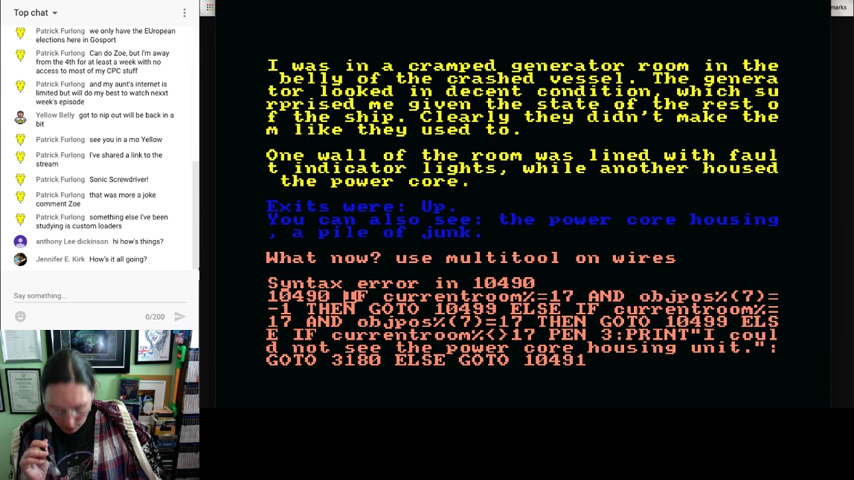 Top chat
Patrick Furlong we only have the EUropean
elections here in Gosport
Patrick Furlong Can do Zoe, but I'm away
from the 4th for at least a week with no
access to most of my CPC stuff
Patrick Furlong and my aunt's internet is
limited but will do my best to watch nexxt
week's episode
Yellow Belly got to nip out will be back in a
bit
Patrick Furlong see you in a mo Yellow
Patrick Furlong I've shared a link to the
stream
Patrick Furlong Sonic Screwdriver!
Patrick Furlong that was more a joke
comment Zoe
Patrick Furlong something else I've been
studying is custom loaders
anthony Lee dickinson hi how's things?
Jennifer E. Kirk How's it all going?
Say something...
0/200
marks
I was in a cramped generator room in the
belly of the crashed vessel. The genera
tor looked in decent condition, which su
rprised me given the state of the rest o
f the ship. Clearly they didn't make the
m like they used to.
One wall of the room was lined with faul
t indicator lights, while another housed
the power core.
Exits were: Up.
You can also see: the power core housing
, a pile of junk.
What now? use multitool on wires
Syntax error in 10490
10490 IF currentroom%=17 AND objpos%(7)=
-1 THEN GOTO 10499 ELSE IF currentroom%=
17 AND objpos%(7)=17 THEN GOTO 10499 ELS
E IF currentroom%<>17 PEN 3:PRINT"I coul
d not see the power core housing unit.":
GOTO 3180 ELSE GOTO 10491